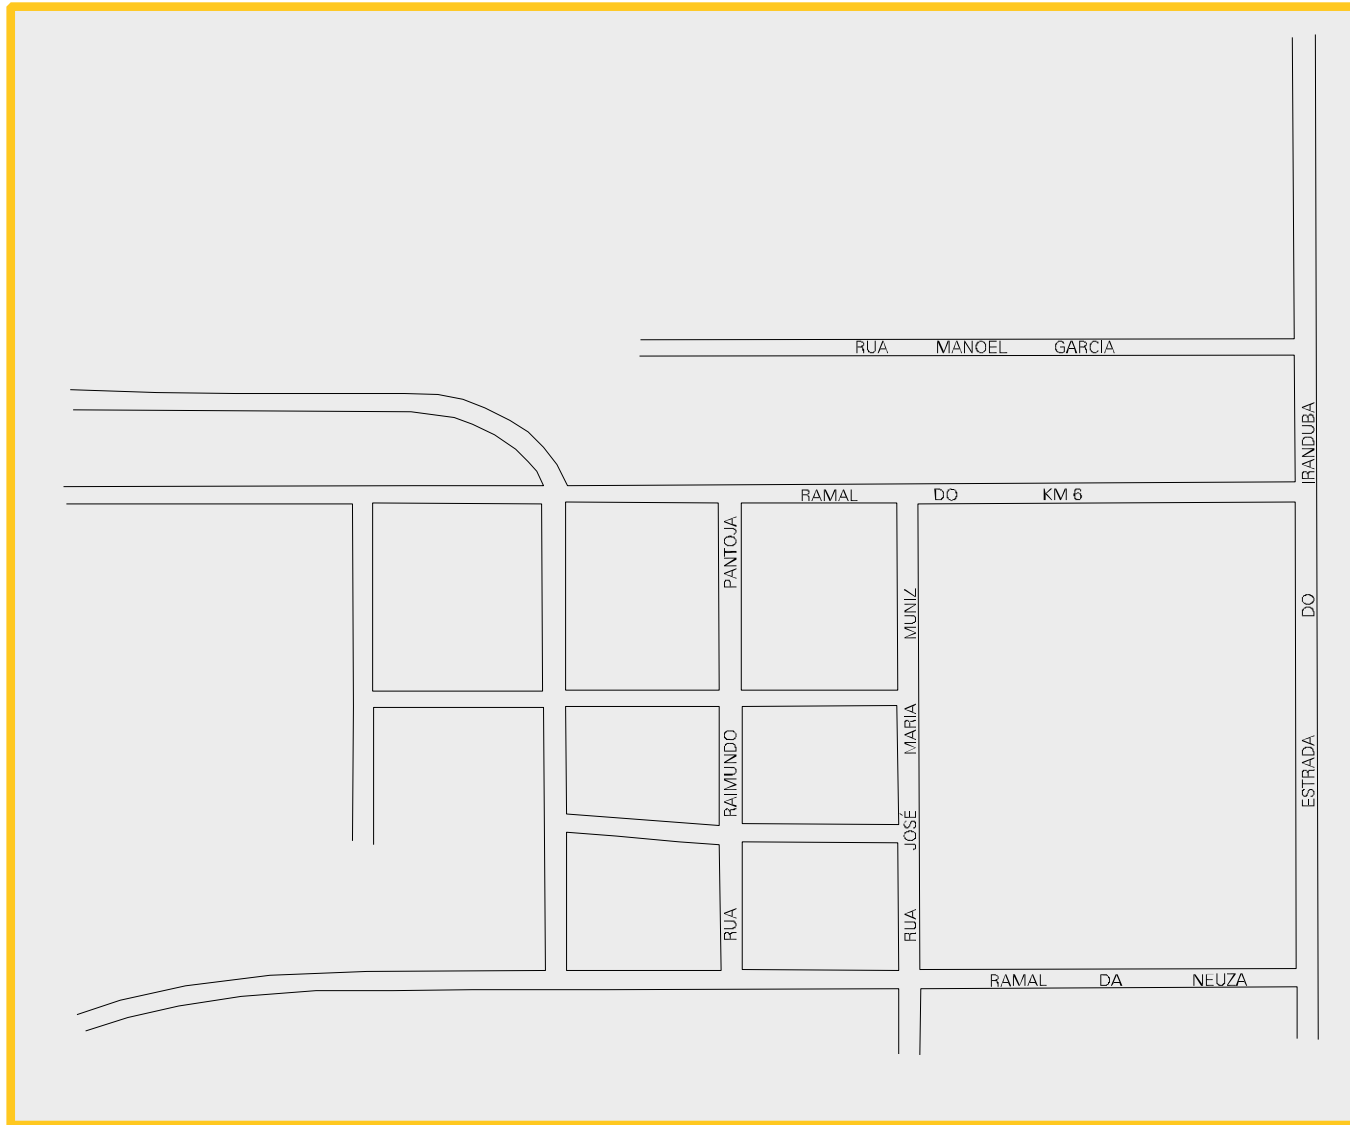 RUA MANOEL GARCIA
RAMAL DO KM 6
RUA RAIMUNDO PANTOJA
RUA JOSÉ MARIA MUNIZ
ESTRADA DO IRANDUBA
RAMAL DA NEUZA